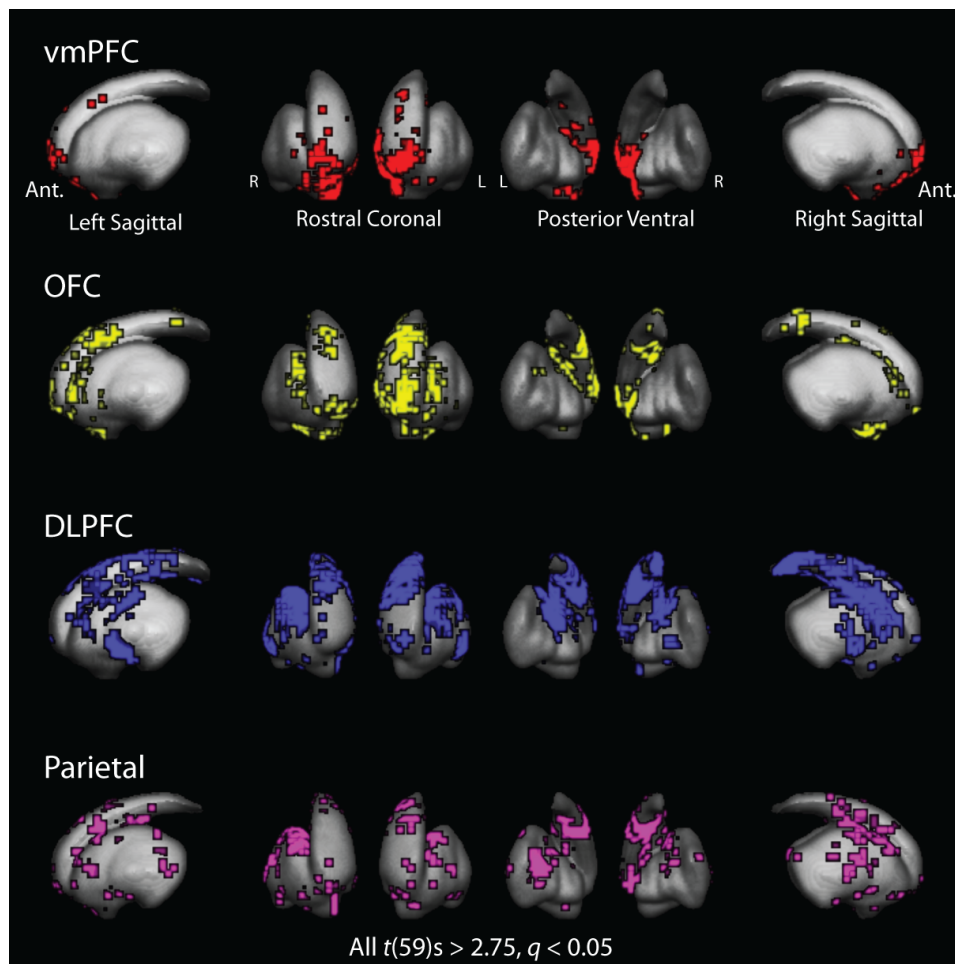 vmPFC
Ant.
R
L
L
R
Ant.
Left Sagittal
Rostral Coronal
Posterior Ventral
Right Sagittal
OFC
DLPFC
Parietal
All t(59)s > 2.75, q < 0.05